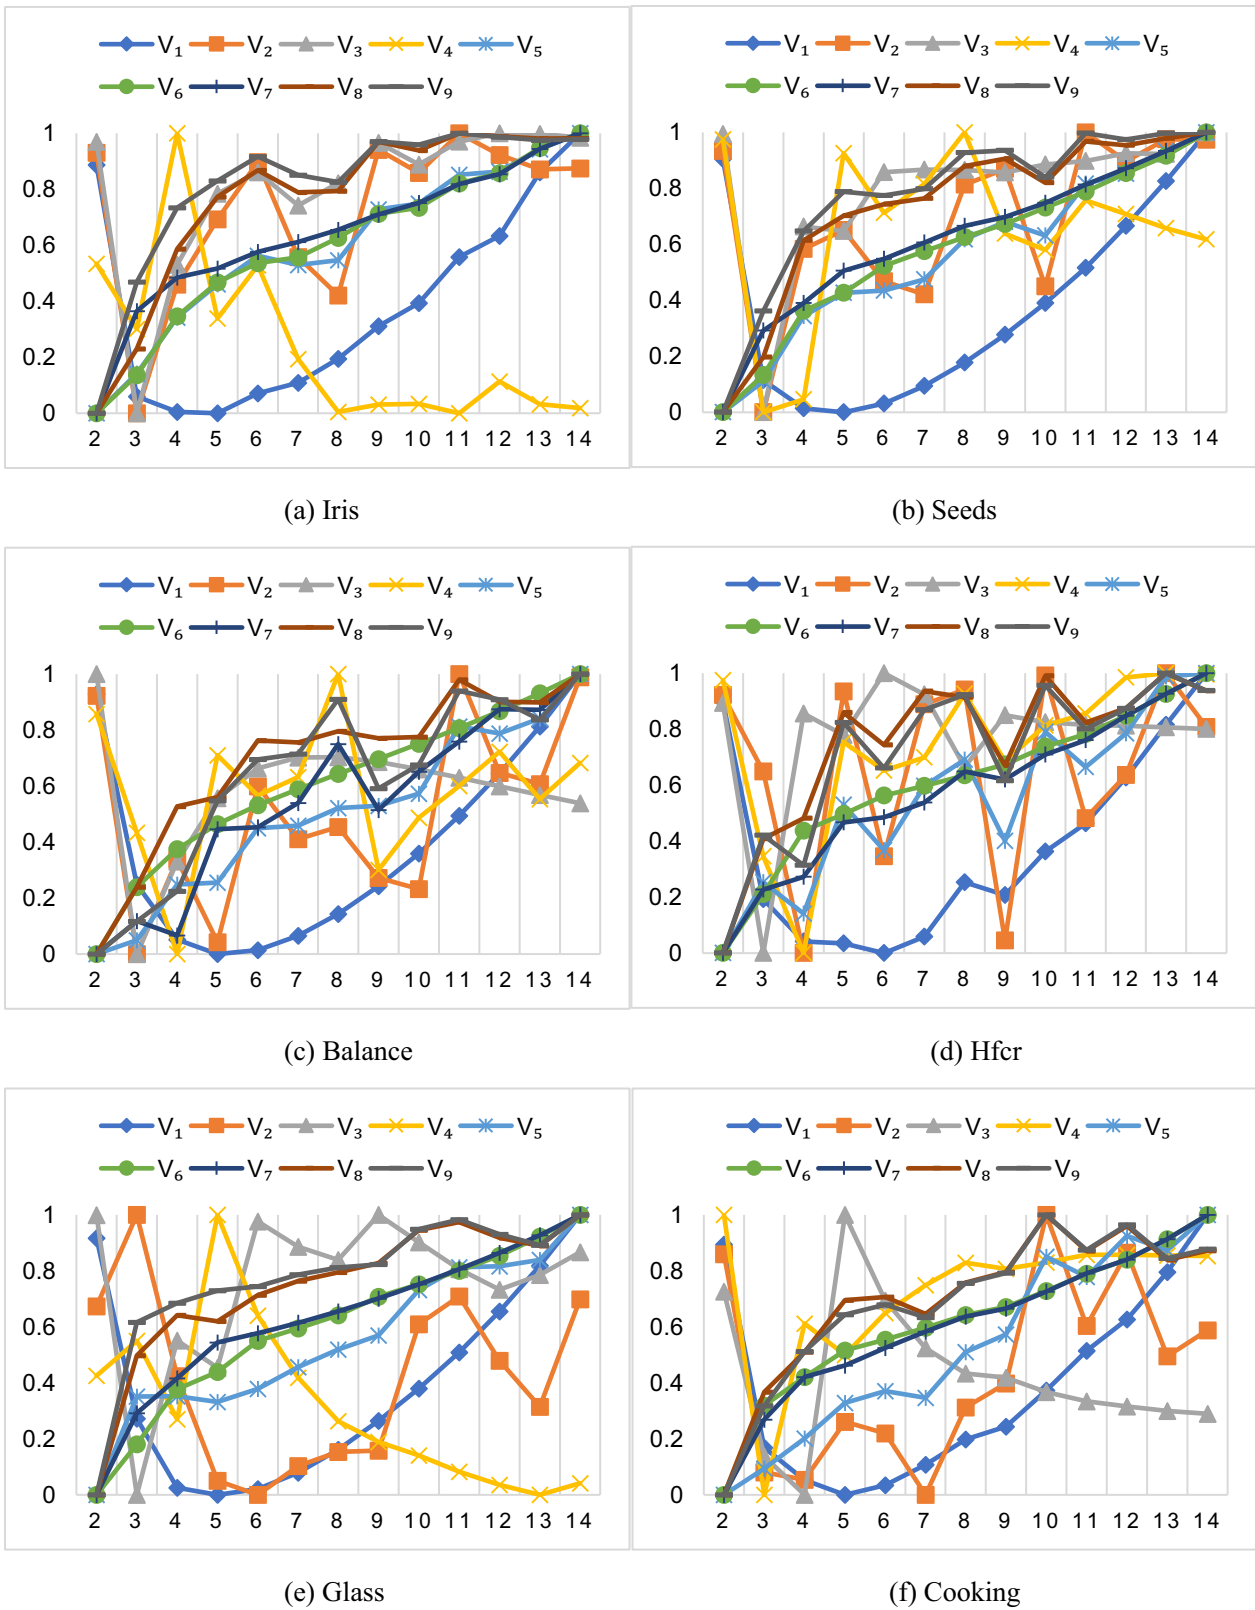 V₁ V₂ V₃ V₄ V₅
V₆ V₇ V₈ V₉
1
0.8
0.6
0.4
0.2
0
2 3 4 5 6 7 8 9 10 11 12 13 14
(a) Iris
V₁ V₂ V₃ V₄ V₅
V₆ V₇ V₈ V₉
1
0.8
0.6
0.4
0.2
0
2 3 4 5 6 7 8 9 10 11 12 13 14
(b) Seeds
V₁ V₂ V₃ V₄ V₅
V₆ V₇ V₈ V₉
1
0.8
0.6
0.4
0.2
0
2 3 4 5 6 7 8 9 10 11 12 13 14
(c) Balance
V₁ V₂ V₃ V₄ V₅
V₆ V₇ V₈ V₉
1
0.8
0.6
0.4
0.2
0
2 3 4 5 6 7 8 9 10 11 12 13 14
(d) Hfcr
V₁ V₂ V₃ V₄ V₅
V₆ V₇ V₈ V₉
1
0.8
0.6
0.4
0.2
0
2 3 4 5 6 7 8 9 10 11 12 13 14
(e) Glass
V₁ V₂ V₃ V₄ V₅
V₆ V₇ V₈ V₉
1
0.8
0.6
0.4
0.2
0
2 3 4 5 6 7 8 9 10 11 12 13 14
(f) Cooking